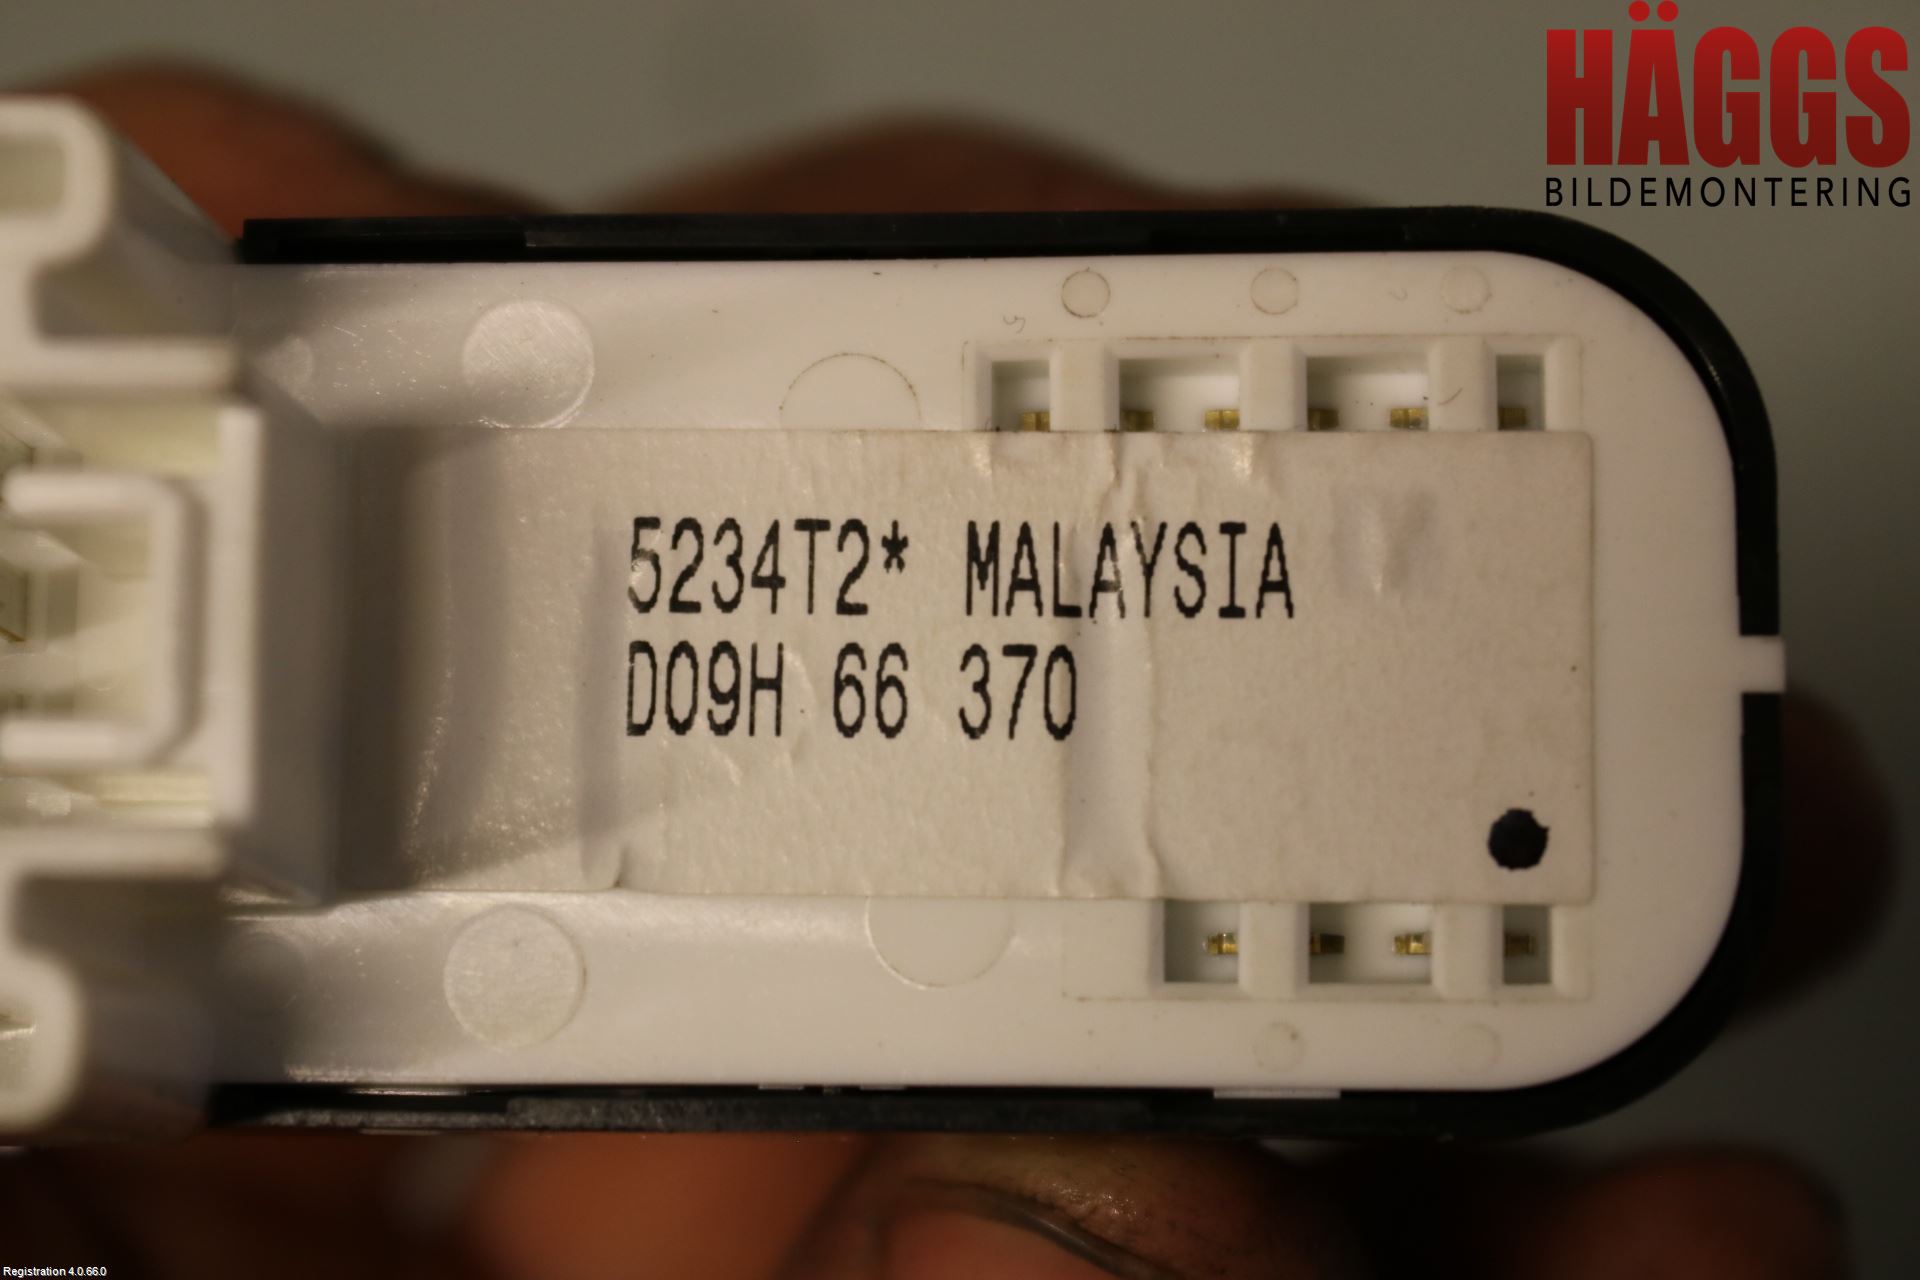 HÄGGS
BILDEMONTERING
5234T2* MALAYSIA
D09H 66 370
Registration 4.0.66.0